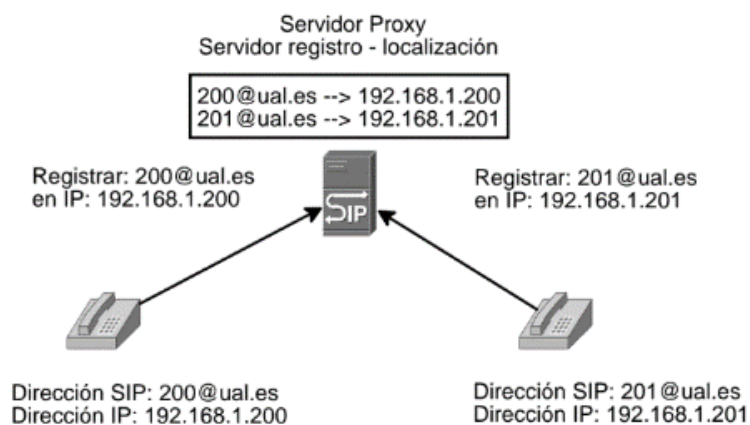 Servidor Proxy
Servidor registro - localización
200@ual.es --> 192.168.1.200
201@ual.es --> 192.168.1.201
Registrar: 200@ual.es
en IP: 192.168.1.200
Registrar: 201@ual.es
en IP: 192.168.1.201
SIP
Dirección SIP: 200@ual.es
Dirección IP: 192.168.1.200
Dirección SIP: 201@ual.es
Dirección IP: 192.168.1.201